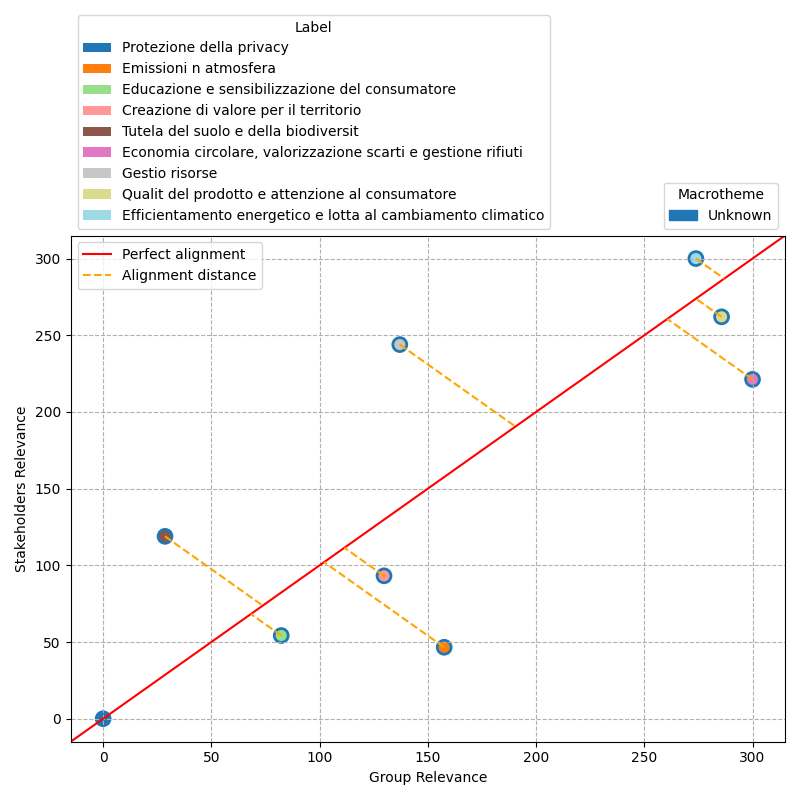 Label
Protezione della privacy
Emissioni n atmosfera
Educazione e sensibilizzazione del consumatore
Creazione di valore per il territorio
Tutela del suolo e della biodiversit
Economia circolare, valorizzazione scarti e gestione rifiuti
Gestio risorse
Qualit del prodotto e attenzione al consumatore
Efficientamento energetico e lotta al cambiamento climatico
Macrotheme
Unknown
Perfect alignment
Alignment distance
Stakeholders Relevance
300
250
200
150
100
50
0
0 50 100 150 200 250 300
Group Relevance